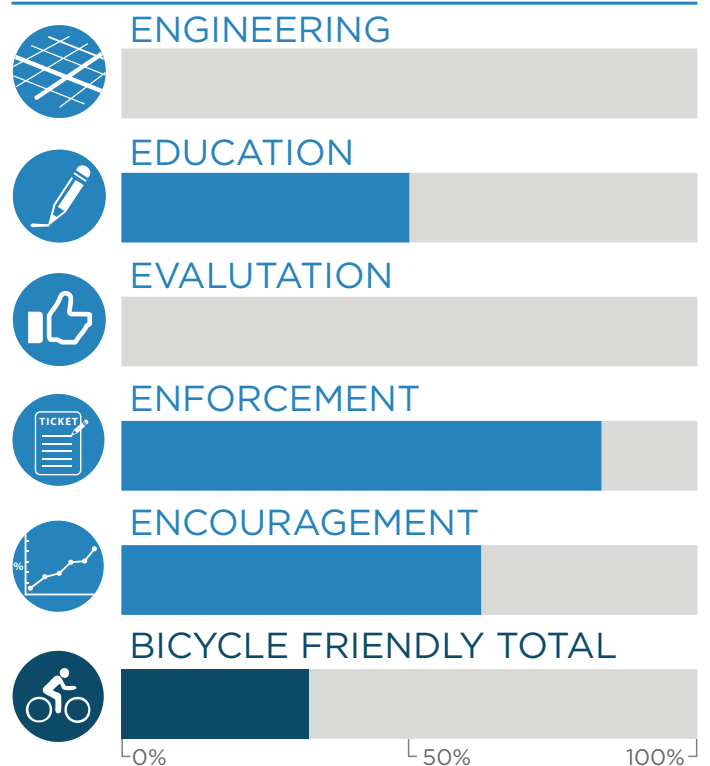 ENGINEERING
EDUCATION
EVALUTATION
TICKET
ENFORCEMENT
%
ENCOURAGEMENT
BICYCLE FRIENDLY TOTAL
0% 50% 100%